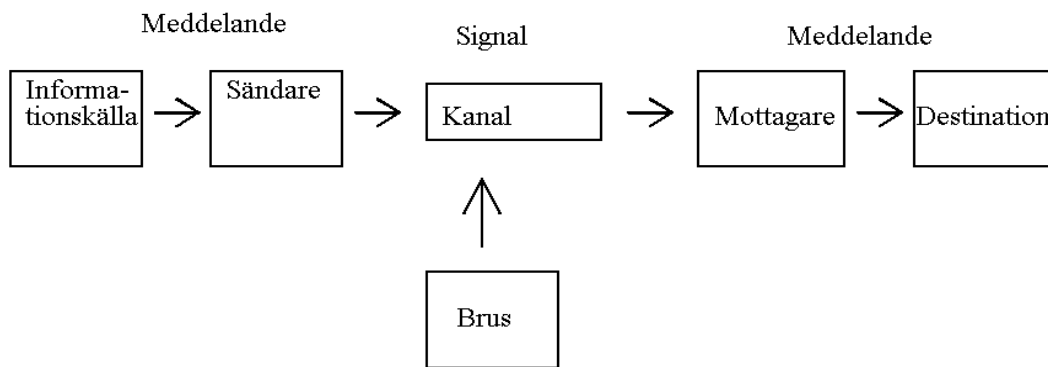 Meddelande
Signal
Meddelande
Informa-
tionskälla
Sändare
Kanal
Mottagare
Destination
Brus